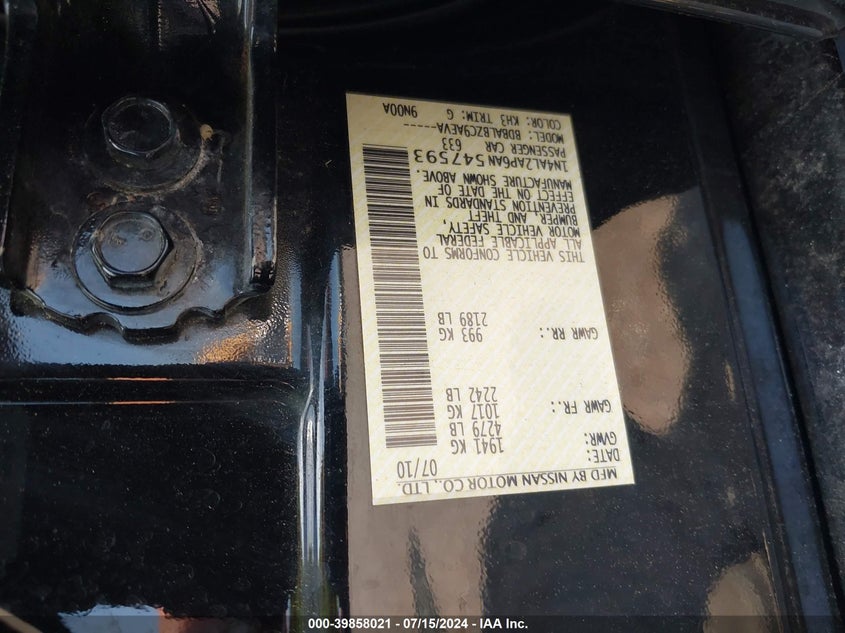 MFD BY NISSAN MOTOR CO., LTD.
DATE: 07/10
GVWR: 1941 KG
4279 LB
GAWR FR.: 1017 KG
2242 LB
GAWR RR.: 993 KG
2189 LB
THIS VEHICLE CONFORMS TO
ALL APPLICABLE FEDERAL
MOTOR VEHICLE SAFETY,
BUMPER AND THEFT
PREVENTION STANDARDS IN
EFFECT ON THE DATE OF
MANUFACTURE SHOWN ABOVE.
1N4AL2AP6AN547593
PASSENGER CAR 633
MODEL: BDBALBZC9AEVA-----
COLOR: KH3 TRIM: G 9N00A
000-39858021 - 07/15/2024 - IAA Inc.